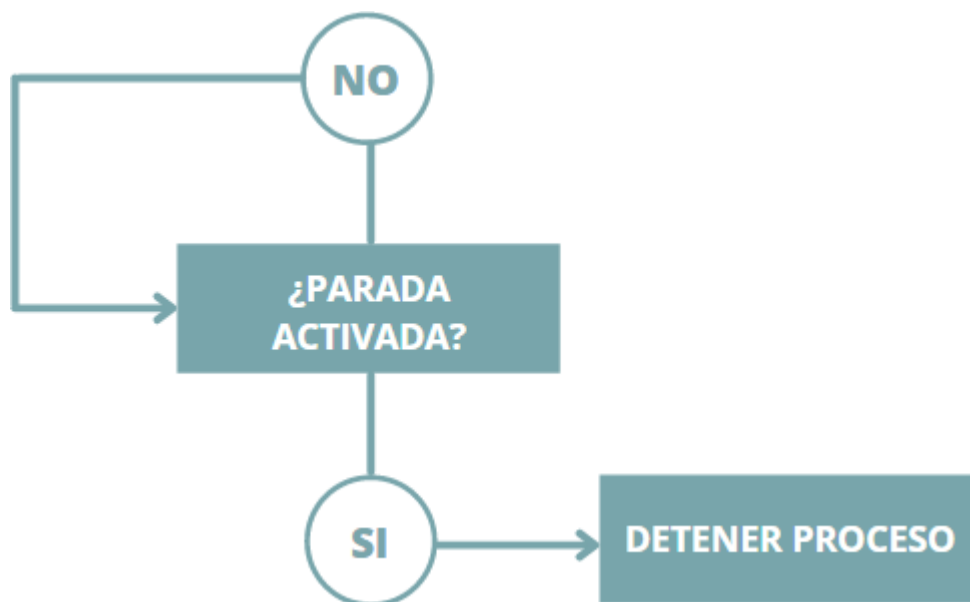 NO
¿PARADA
ACTIVADA?
SI
DETENER PROCESO